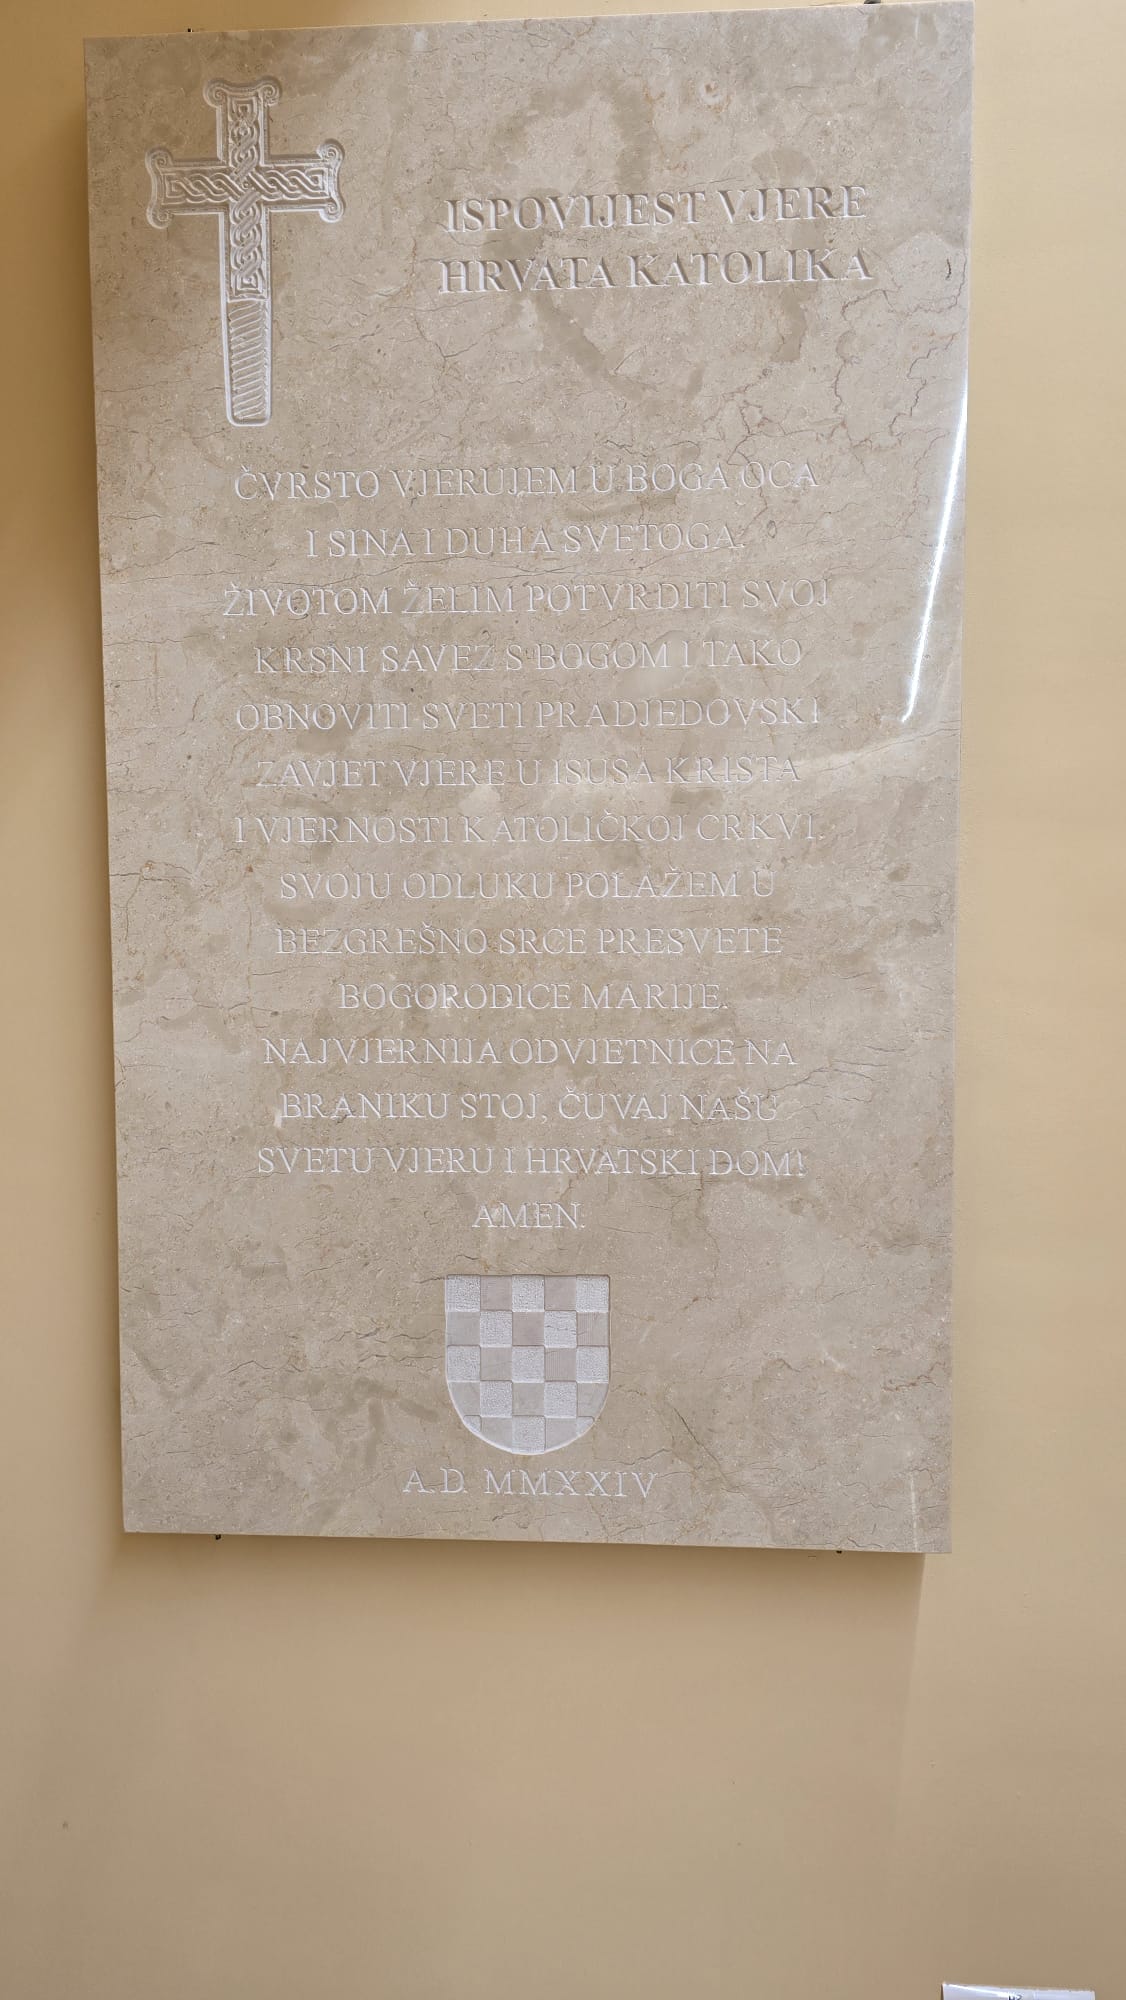 ISPOVIJEST VJERE
HRVATA KATOLIKA
ČVRSTO VJERUJEM U BOGA OCA
I SINA I DUHA SVETOGA.
ŽIVOTOM ŽELIM POTVRDITI SVOJ
KRSNI SAVEZ S BOGOM I TAKO
OBNOVITI SVETI PRADJEDOVSKI
ZAVJET VJERE U ISUSA KRISTA
I VJERNOSTI KATOLIČKOJ CRKVI.
SVOJU ODLUKU POLAŽEM U
BEZGREŠNO SRCE PRESVETE
BOGORODICE MARIJE.
NAJVJERNIJA ODVJETNICE NA
BRANIKU STOJ, ČUVAJ NAŠU
SVETU VJERU I HRVATSKI DOM!
AMEN.
A.D. MMXXIV